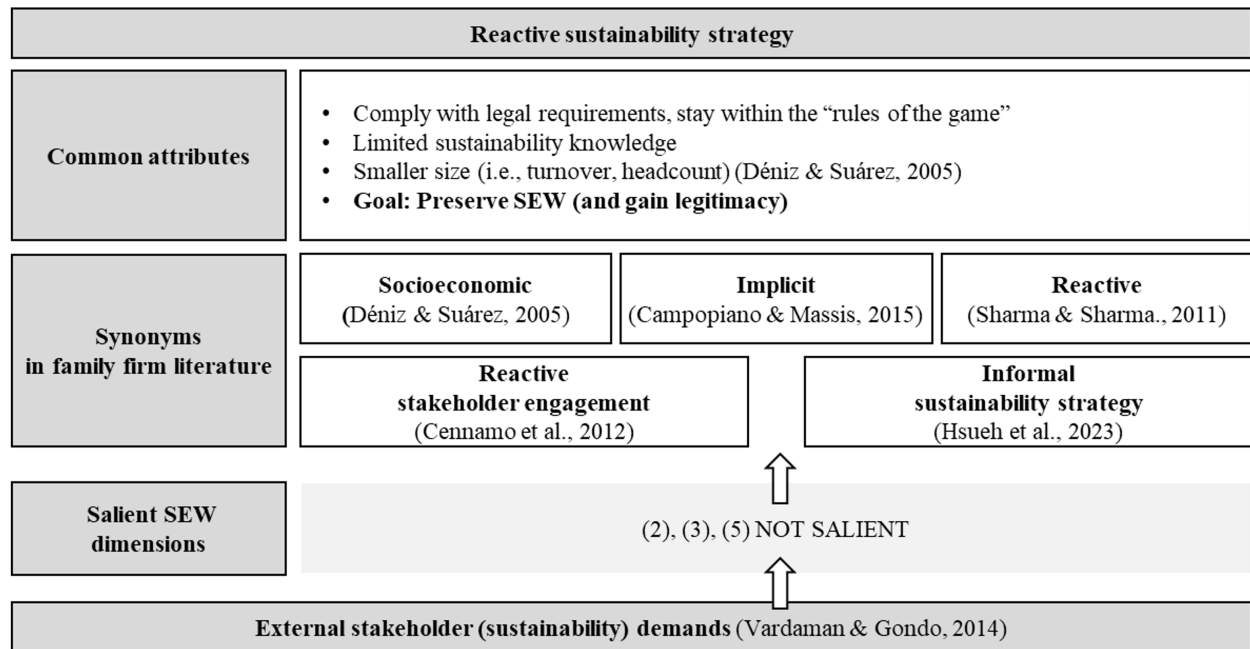 Reactive sustainability strategy
Common attributes
• Comply with legal requirements, stay within the “rules of the game”
• Limited sustainability knowledge
• Smaller size (i.e., turnover, headcount) (Déniz & Suárez, 2005)
• Goal: Preserve SEW (and gain legitimacy)
Synonyms
in family firm literature
Socioeconomic
(Déniz & Suárez, 2005)
Implicit
(Campopiano & Massis, 2015)
Reactive
(Sharma & Sharma., 2011)
Reactive
stakeholder engagement
(Cennamo et al., 2012)
Informal
sustainability strategy
(Hsueh et al., 2023)
Salient SEW
dimensions
(2), (3), (5) NOT SALIENT
External stakeholder (sustainability) demands (Vardaman & Gondo, 2014)